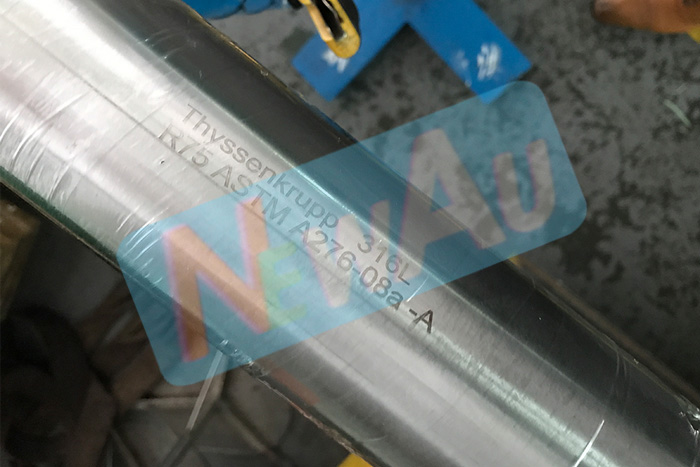 Thyssenkrupp 316L
R75 ASTM A276-08a -A
NEWAU